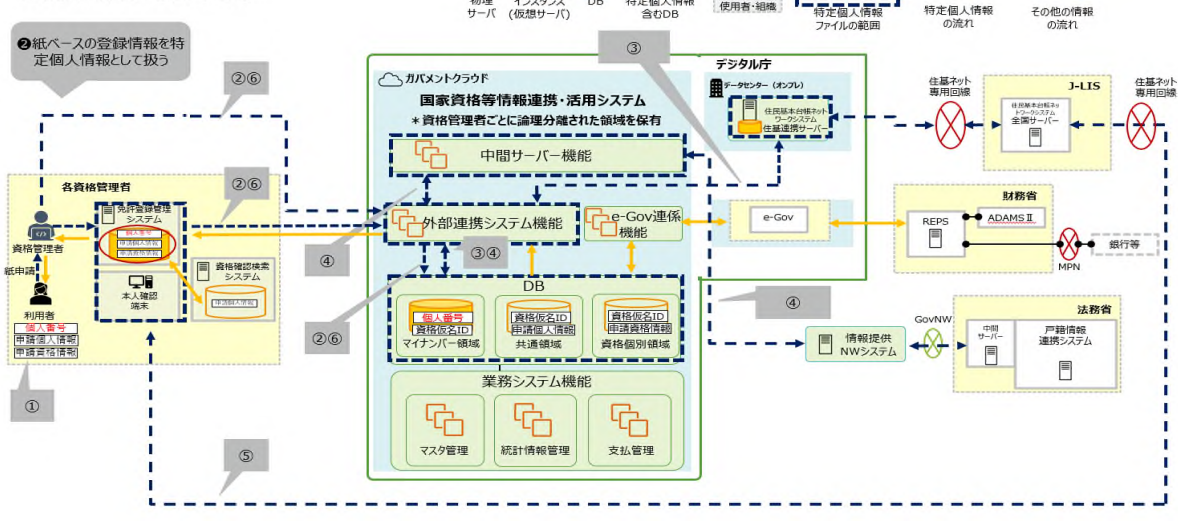 物理
サーバ
インスタンス
(仮想サーバ)
DB
特定個人情報
含むDB
使用者・組織
特定個人情報
ファイルの範囲
特定個人情報
の流れ
その他の情報
の流れ
❷紙ベースの登録情報を特
定個人情報として扱う
②⑥
③
デジタル庁
ガバメントクラウド
国家資格等情報連携・活用システム
*資格管理者ごとに論理分離された領域を保有
データセンター(オンプレ)
住民基本台帳ネット
ワークシステム
住基連携サーバー
住基ネット
専用回線
J-LIS
住民基本台帳ネッ
トワークシステム
全国サーバー
住基ネット
専用回線
中間サーバー機能
②⑥
各資格管理者
免許登録管理
システム
個人番号
申請個人情報
申請資格情報
資格管理者
紙申請
利用者
個人番号
申請個人情報
申請資格情報
本人確認
端末
資格確認検索
システム
申請個人情報
①
④
外部連携システム機能
e-Gov連係
機能
e-Gov
財務省
REPS
ADAMSⅡ
MPN
銀行等
③④
②⑥
DB
個人番号
資格仮名ID
マイナンバー領域
資格仮名ID
申請個人情報
共通領域
資格仮名ID
申請資格情報
資格個別領域
④
情報提供
NWシステム
GovNW
法務省
中間
サーバー
戸籍情報
連携システム
業務システム機能
マスタ管理
統計情報管理
支払管理
⑤